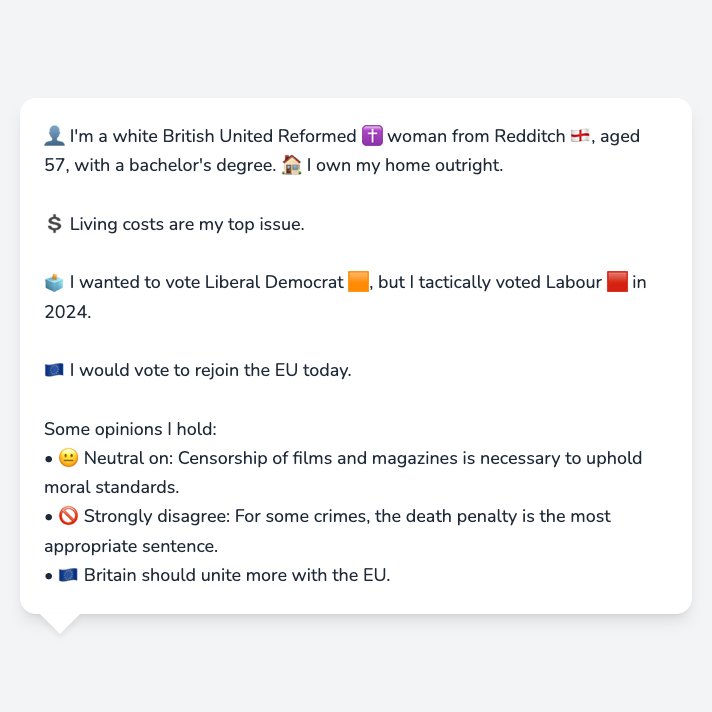 👤 I'm a white British United Reformed ✝️ woman from Redditch 🏴󠁧󠁢󠁥󠁮󠁧󠁿, aged
57, with a bachelor's degree. 🏠 I own my home outright.
💲 Living costs are my top issue.
🗳️ I wanted to vote Liberal Democrat 🟧, but I tactically voted Labour 🟥 in
2024.
🇪🇺 I would vote to rejoin the EU today.
Some opinions I hold:
• 😐 Neutral on: Censorship of films and magazines is necessary to uphold
moral standards.
• 🚫 Strongly disagree: For some crimes, the death penalty is the most
appropriate sentence.
• 🇪🇺 Britain should unite more with the EU.